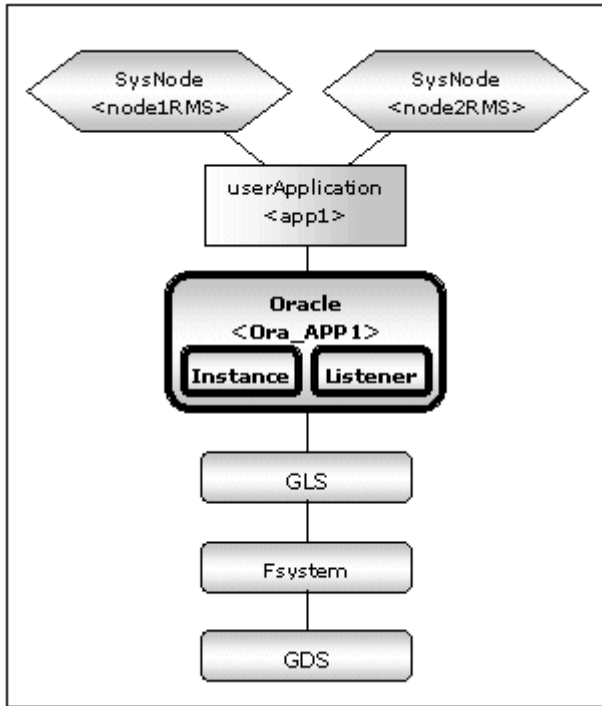 SysNode
<node1RMS>
SysNode
<node2RMS>
userApplication
<app1>
Oracle
<Ora_APP1>
Instance
Listener
GLS
Fsystem
GDS